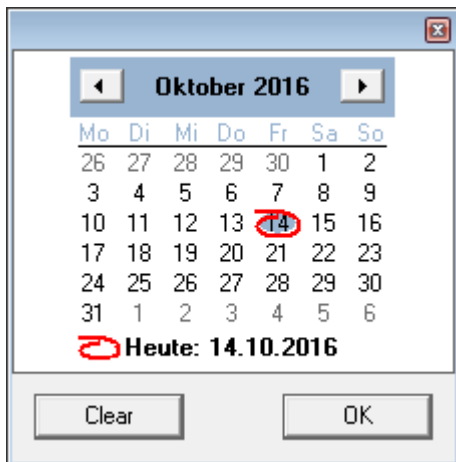 Oktober 2016
Mo Di Mi Do Fr Sa So
26 27 28 29 30 1 2
3 4 5 6 7 8 9
10 11 12 13 14 15 16
17 18 19 20 21 22 23
24 25 26 27 28 29 30
31 1 2 3 4 5 6
Heute: 14.10.2016
Clear OK